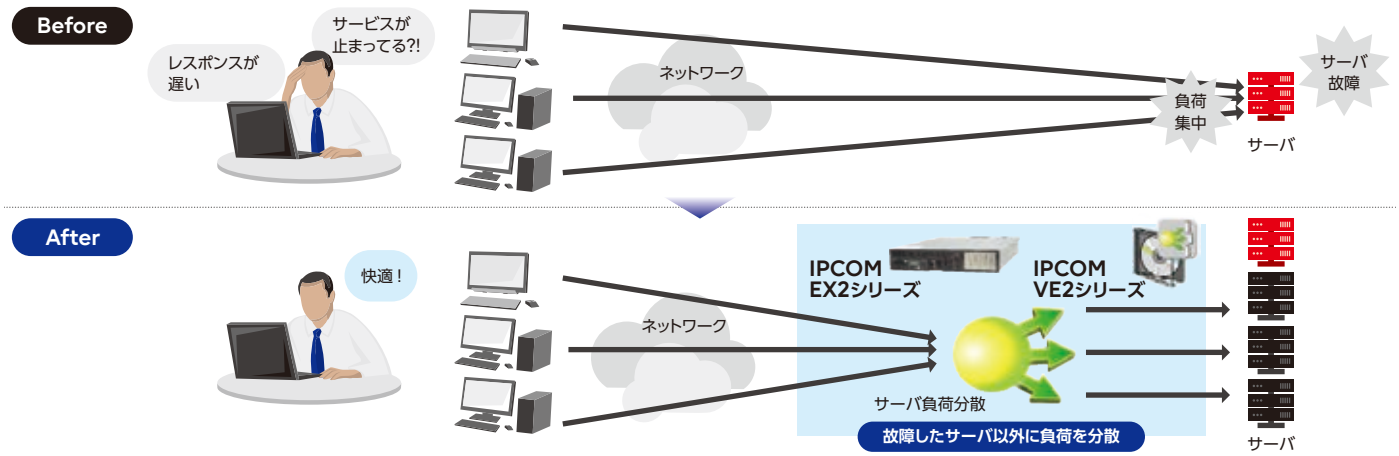 Before
レスポンスが
遅い
サービスが
止まってる?!
ネットワーク
負荷
集中
サーバ
故障
サーバ
After
快適！
ネットワーク
IPCOM
EX2シリーズ
IPCOM
VE2シリーズ
サーバ負荷分散
故障したサーバ以外に負荷を分散
サーバ